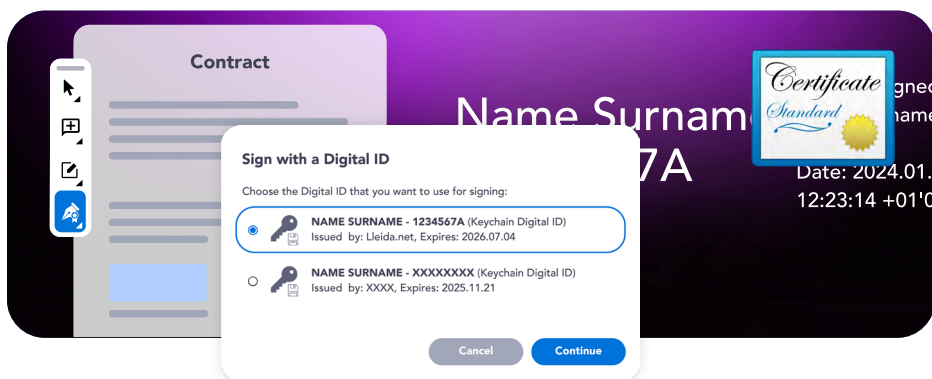 Contract
Name Surnam
7A
Certificate
Standard
gned
name
Date: 2024.01.
12:23:14 +01'0
Sign with a Digital ID
Choose the Digital ID that you want to use for signing:
NAME SURNAME - 1234567A (Keychain Digital ID)
Issued by: Lleida.net, Expires: 2026.07.04
NAME SURNAME - XXXXXXXX (Keychain Digital ID)
Issued by: XXXX, Expires: 2025.11.21
Cancel
Continue